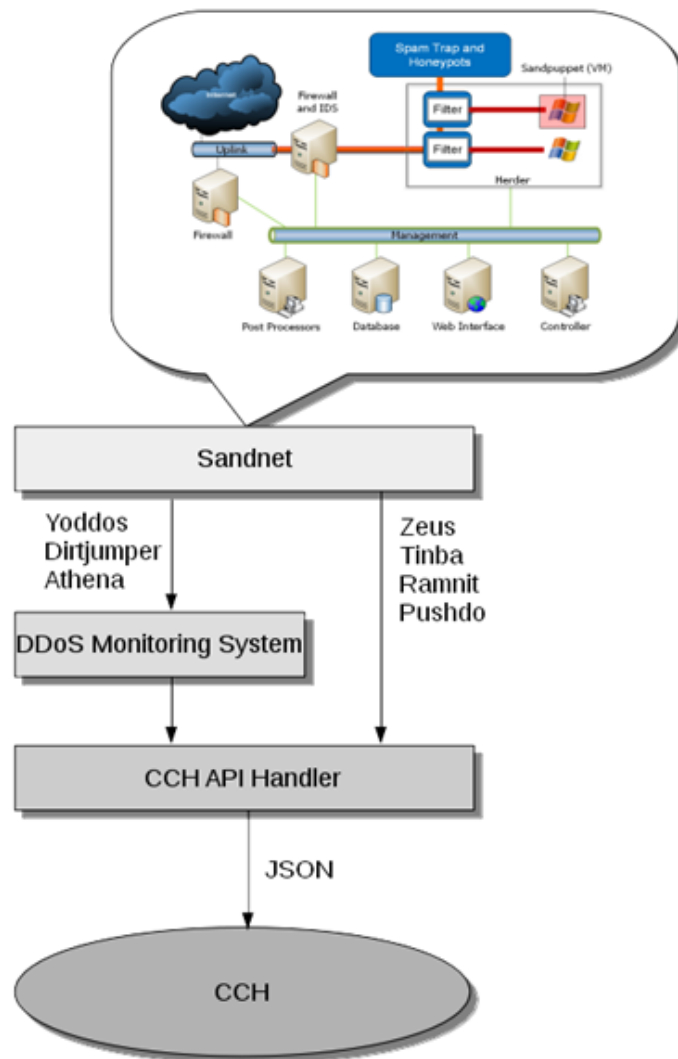 Spam Trap and
Honeypots
Sandpuppet (VM)
Internet
Firewall
and IDS
Filter
Uplink
Filter
Herder
Firewall
Management
Post Processors
Database
Web Interface
Controller
Sandnet
Yoddos
Dirtjumper
Athena
Zeus
Tinba
Ramnit
Pushdo
DDoS Monitoring System
CCH API Handler
JSON
CCH